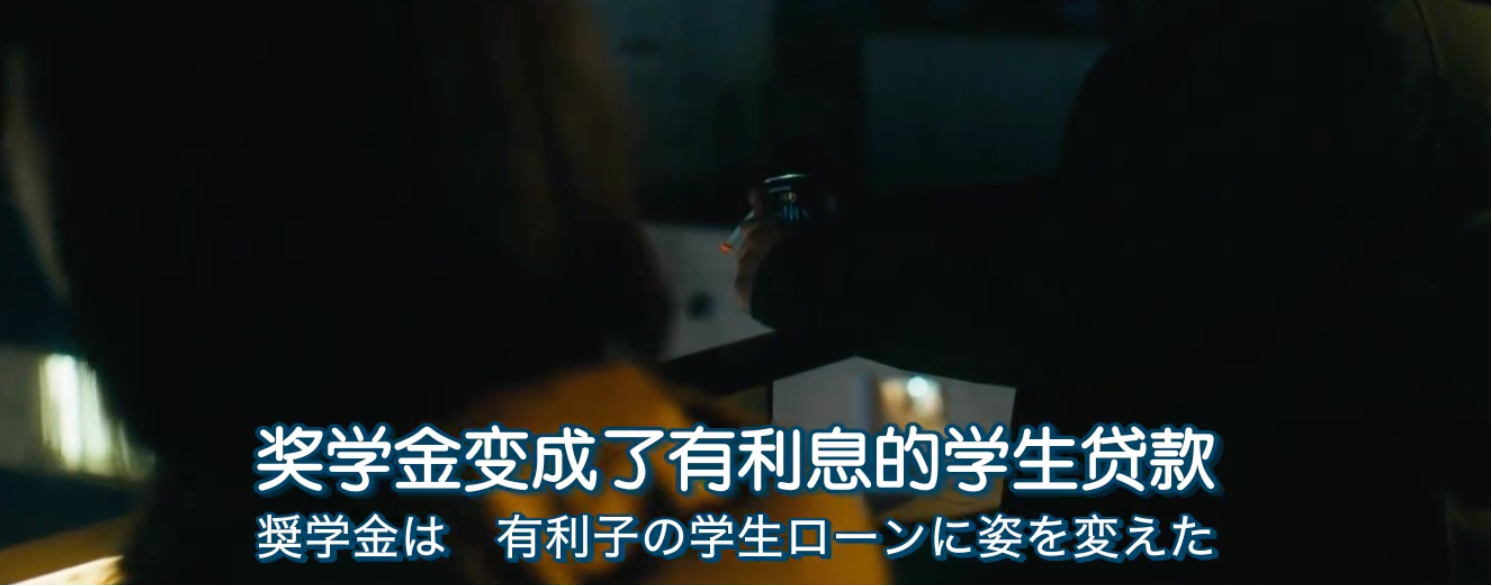 奖学金变成了有利息的学生贷款
奨学金は　有利子の学生ローンに姿を変えた